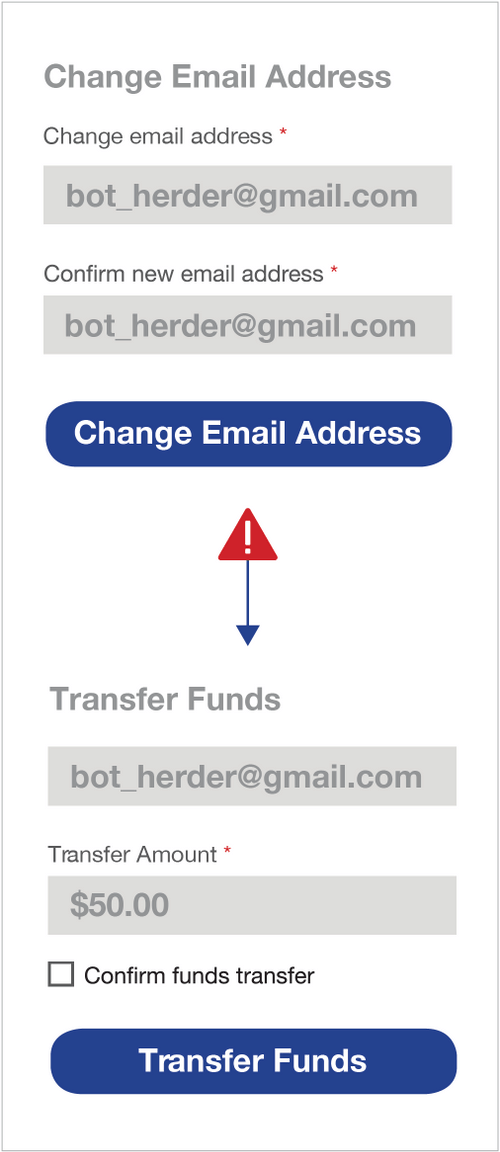 Change Email Address
Change email address *
bot_herder@gmail.com
Confirm new email address *
bot_herder@gmail.com
Change Email Address
!
Transfer Funds
bot_herder@gmail.com
Transfer Amount *
$50.00
Confirm funds transfer
Transfer Funds